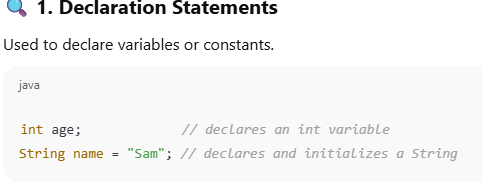 🔍 1. Declaration Statements
Used to declare variables or constants.
java
int age;             // declares an int variable
String name = "Sam"; // declares and initializes a String